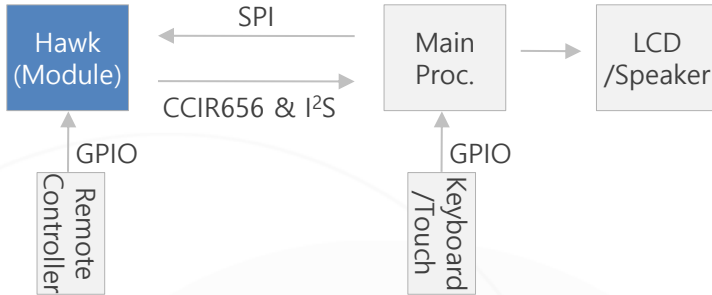 SPI
Hawk
(Module)
Main
Proc.
LCD
/Speaker
CCIR656 & I²S
GPIO
GPIO
Remote
Controller
Keyboard
/Touch